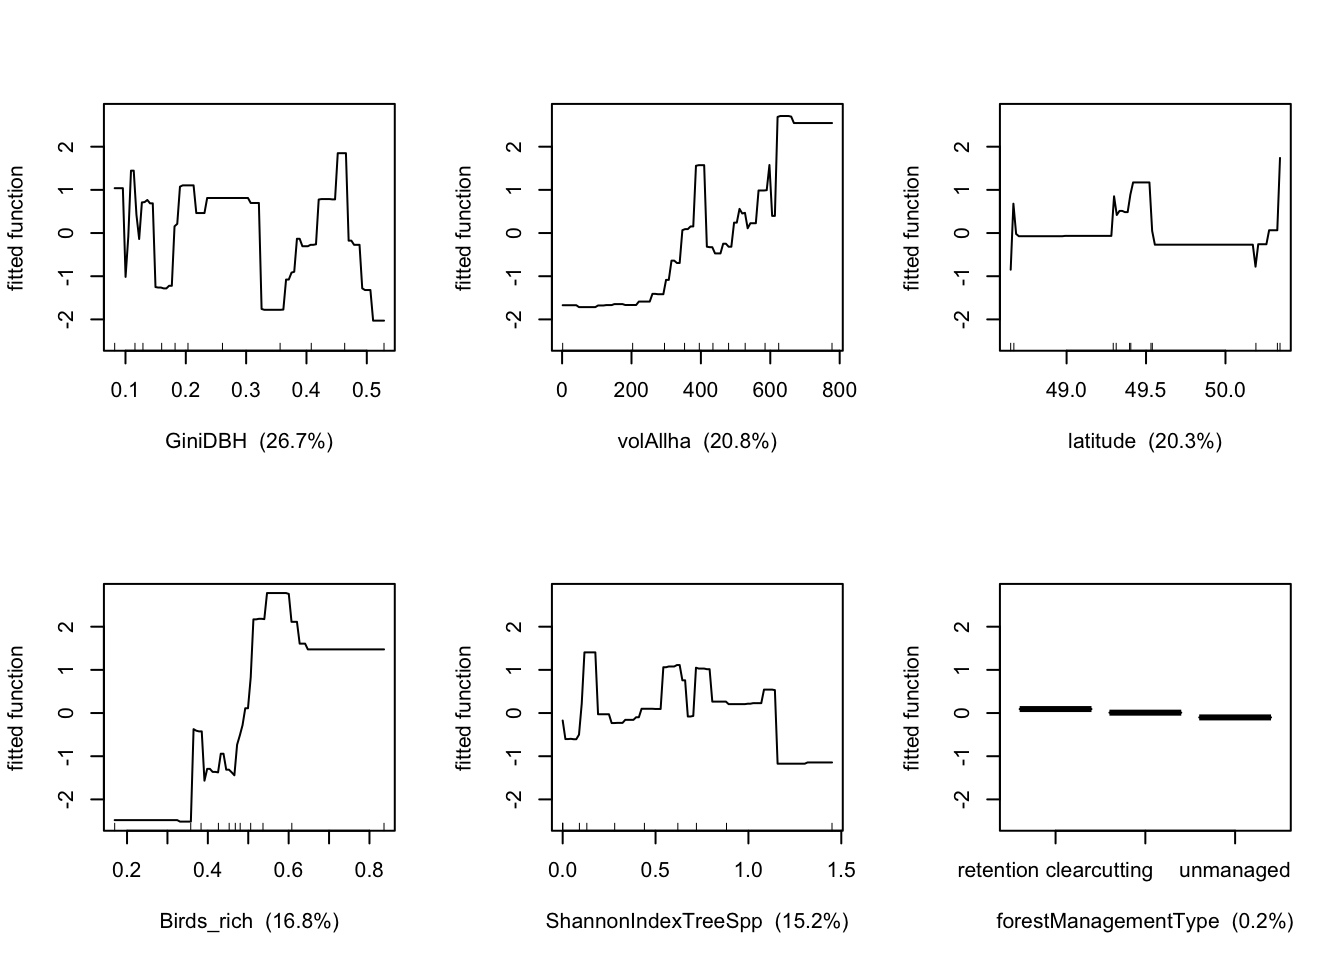 fitted function
2
1
0
-1
-2
0.1 0.2 0.3 0.4 0.5
GiniDBH (26.7%)
fitted function
2
1
0
-1
-2
0 200 400 600 800
volAllha (20.8%)
fitted function
2
1
0
-1
-2
49.0 49.5 50.0
latitude (20.3%)
fitted function
2
1
0
-1
-2
0.2 0.4 0.6 0.8
Birds_rich (16.8%)
fitted function
2
1
0
-1
-2
0.0 0.5 1.0 1.5
ShannonIndexTreeSpp (15.2%)
fitted function
2
1
0
-1
-2
retention clearcutting unmanaged
forestManagementType (0.2%)